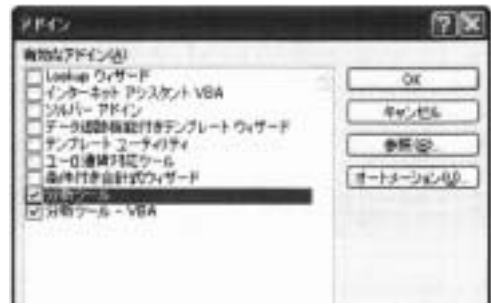 アドイン
有効なアドイン(A)
Lookup ウィザード
インターネット アシスタント VBA
ソルバー アドイン
データ追跡機能付きテンプレート ウィザード
テンプレート ユーティリティ
ユーロ通貨対応ツール
条件付き合計式ウィザード
分析ツール
分析ツール - VBA
OK
キャンセル
参照(B)...
オートメーション(U)...